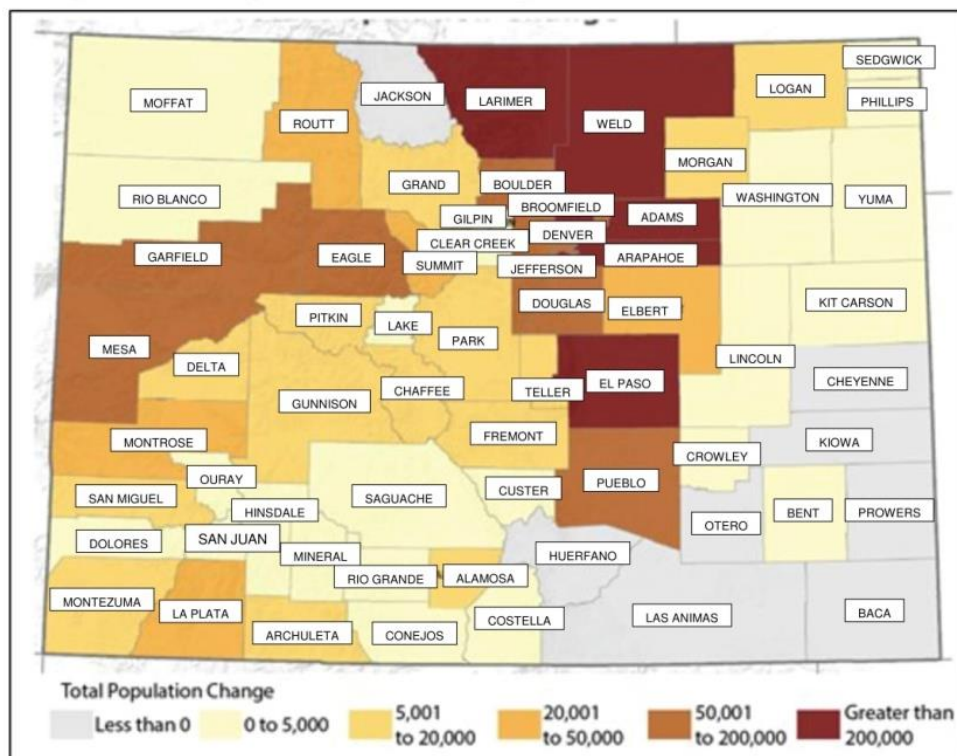 SEDGWICK
LOGAN
JACKSON
LARIMER
MOFFAT
PHILLIPS
ROUTT
WELD
MORGAN
GRAND
BOULDER
RIO BLANCO
WASHINGTON
YUMA
BROOMFIELD
GILPIN
ADAMS
DENVER
CLEAR CREEK
GARFIELD
EAGLE
ARAPAHOE
SUMMIT
JEFFERSON
DOUGLAS
KIT CARSON
ELBERT
PITKIN
LAKE
PARK
MESA
LINCOLN
DELTA
CHEYENNE
EL PASO
CHAFFEE
TELLER
GUNNISON
FREMONT
MONTROSE
KIOWA
CROWLEY
OURAY
PUEBLO
CUSTER
SAN MIGUEL
SAGUACHE
HINSDALE
BENT
PROWERS
OTERO
SAN JUAN
DOLORES
MINERAL
HUERFANO
RIO GRANDE
ALAMOSA
MONTEZUMA
LA PLATA
COSTELLA
LAS ANIMAS
BACA
ARCHULETA
CONEJOS
Total Population Change
Less than 0
0 to 5,000
5,001
to 20,000
20,001
to 50,000
50,001
to 200,000
Greater than
200,000